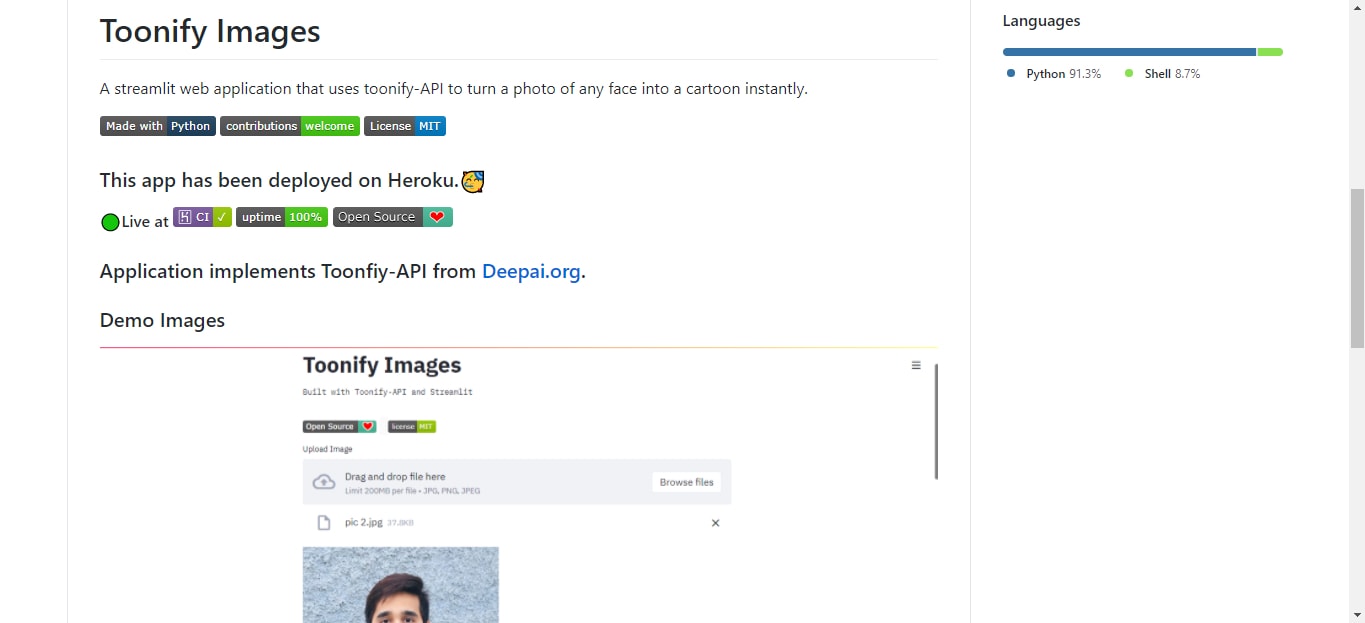 Toonify Images
A streamlit web application that uses toonify-API to turn a photo of any face into a cartoon instantly.
Made with Python contributions welcome License MIT
This app has been deployed on Heroku.🥳
Live at CI ✓ uptime 100% Open Source ❤
Application implements Toonfiy-API from Deepai.org.
Demo Images
Toonify Images
Built with Toonify-API and Streamlit
Open Source ❤ license MIT
Upload Image
Drag and drop file here
Limit 200MB per file • JPG, PNG, JPEG
Browse files
pic 2.jpg 37.8KB
Languages
Python 91.3% Shell 8.7%